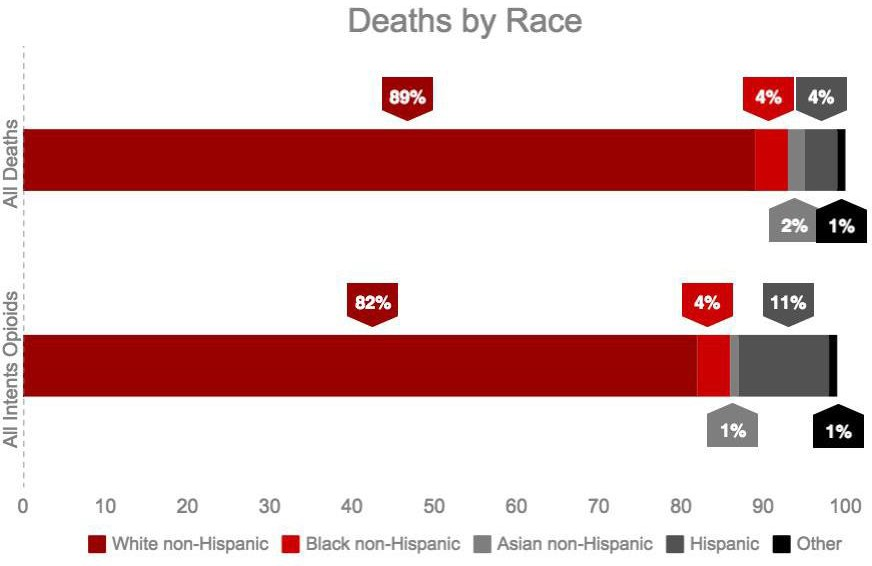 Deaths by Race
All Deaths
89%
4%
4%
2%
1%
All Intents Opioids
82%
4%
11%
1%
1%
0 10 20 30 40 50 60 70 80 90 100
White non-Hispanic Black non-Hispanic Asian non-Hispanic Hispanic Other